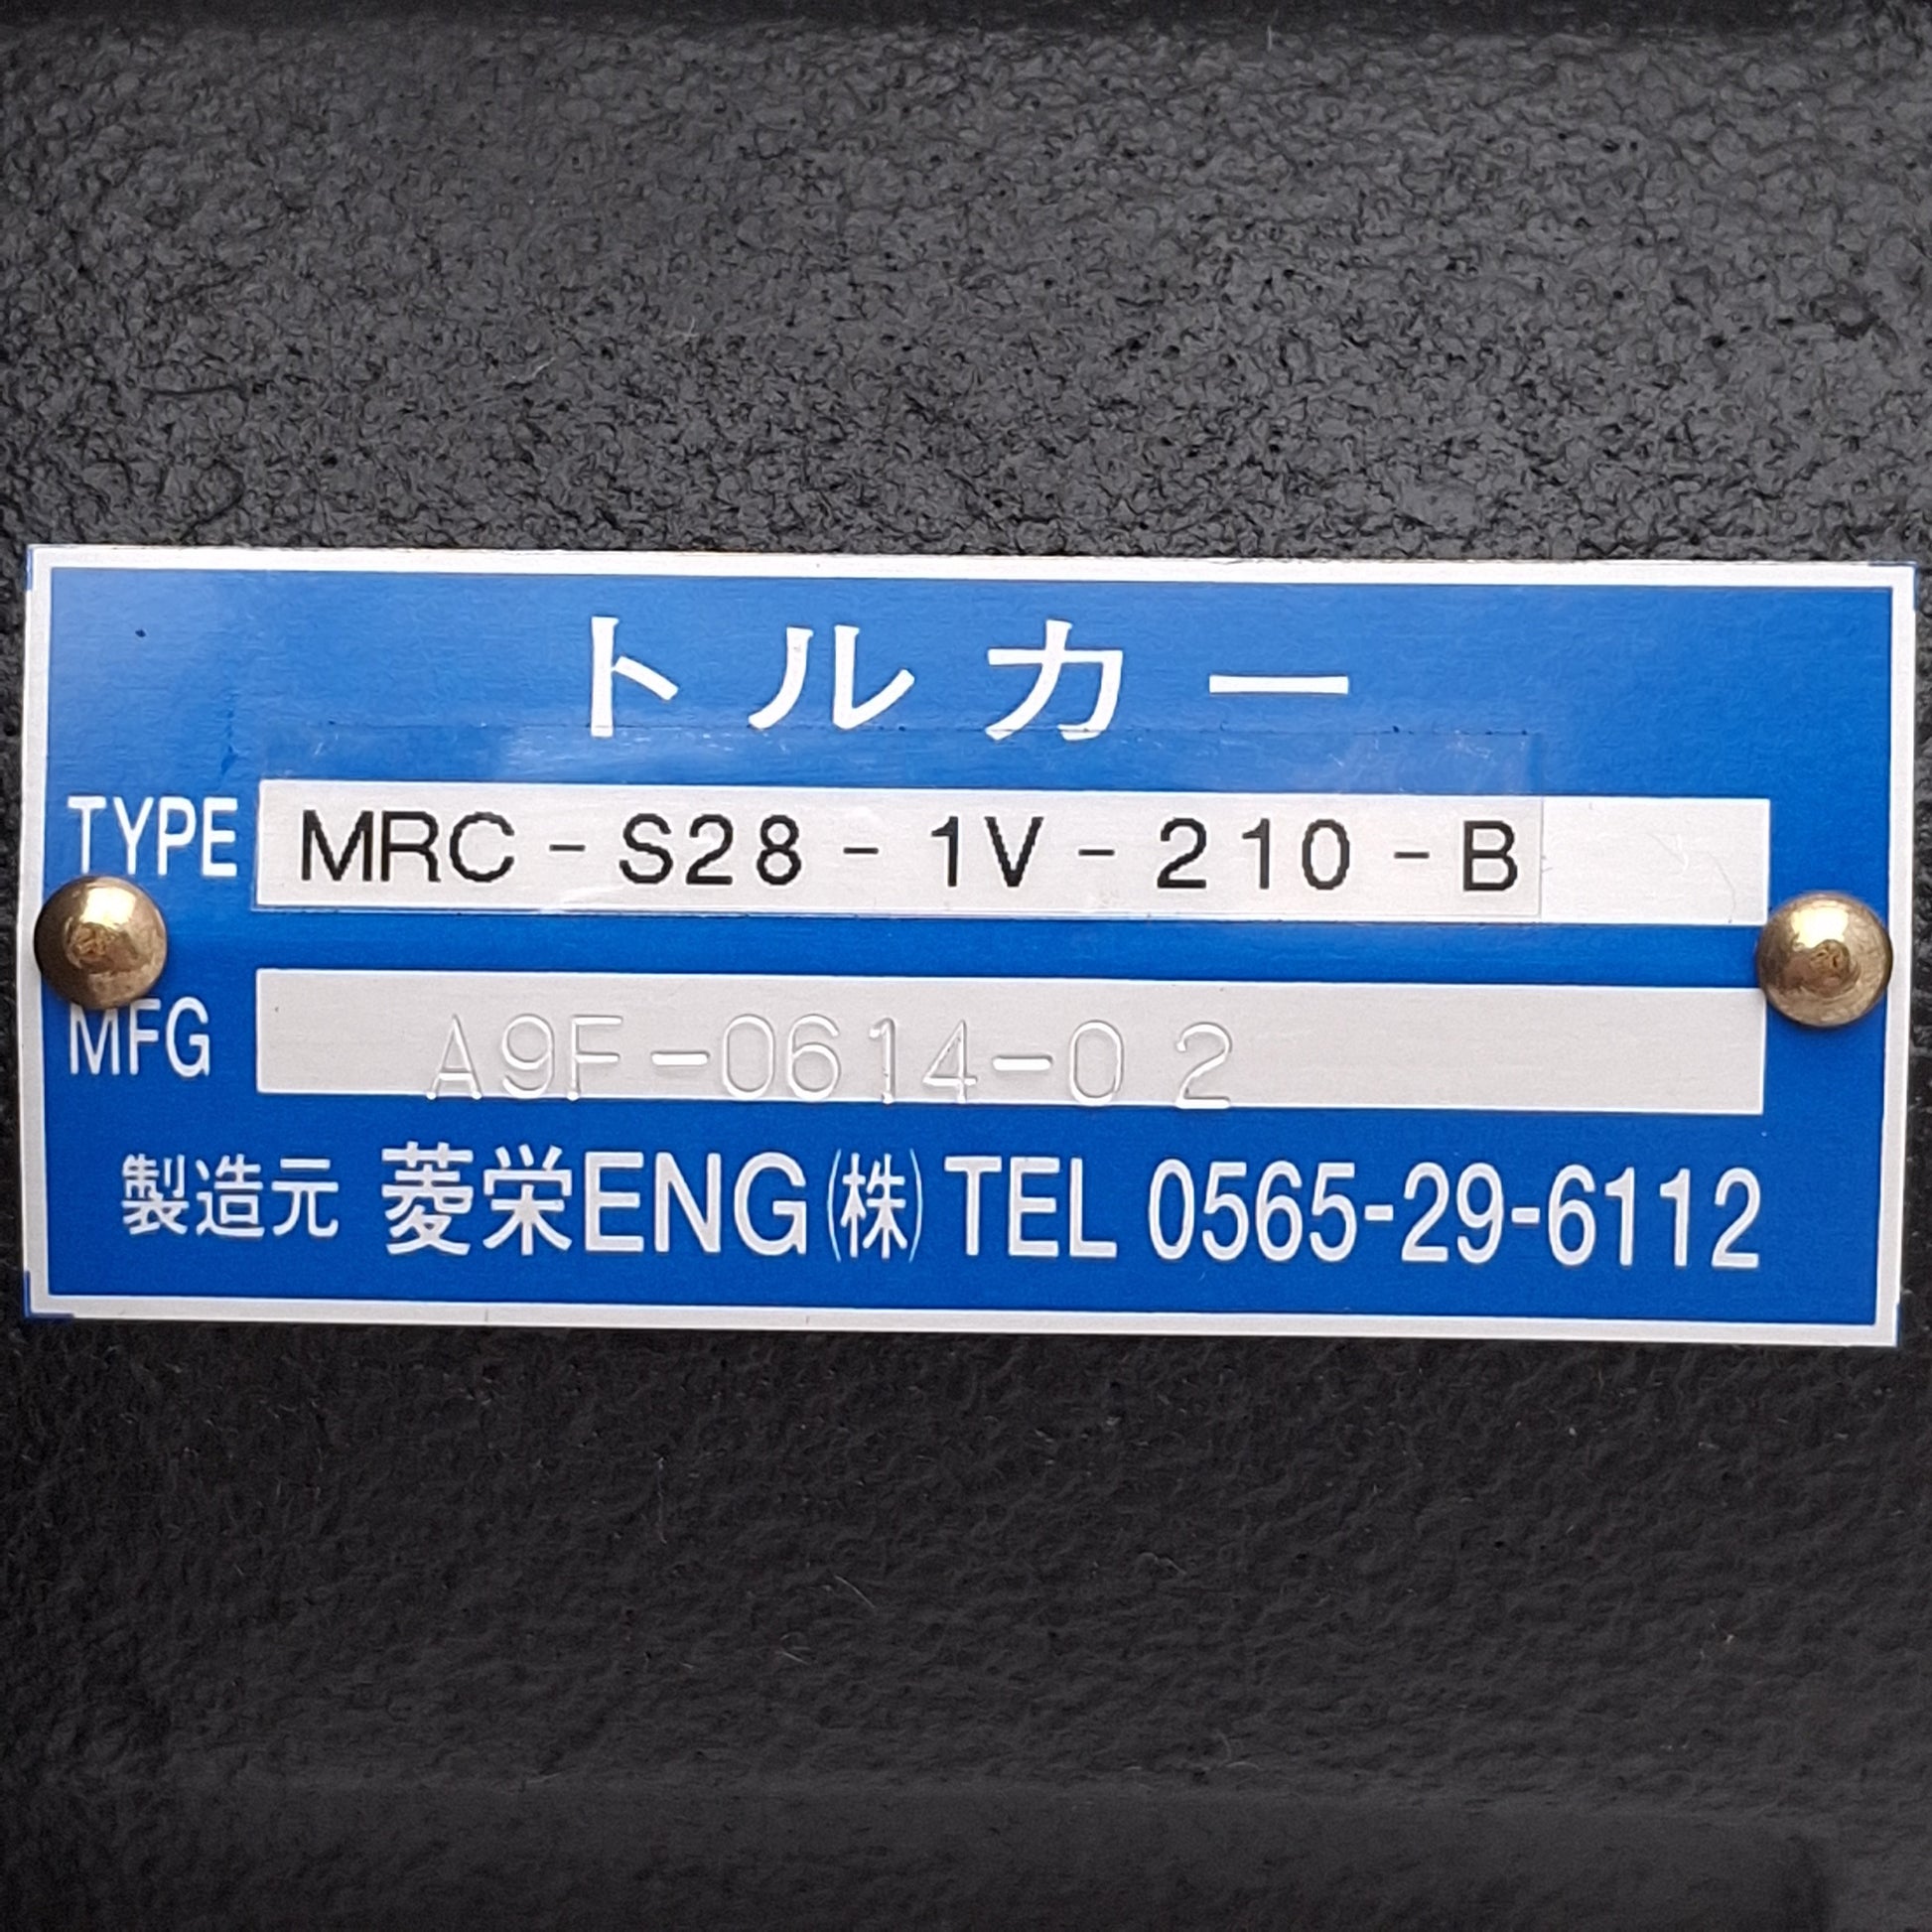 トルカー
TYPE MRC-S28-1V-210-B
MFG A9F-0614-02
製造元 菱栄ENG(株) TEL 0565-29-6112